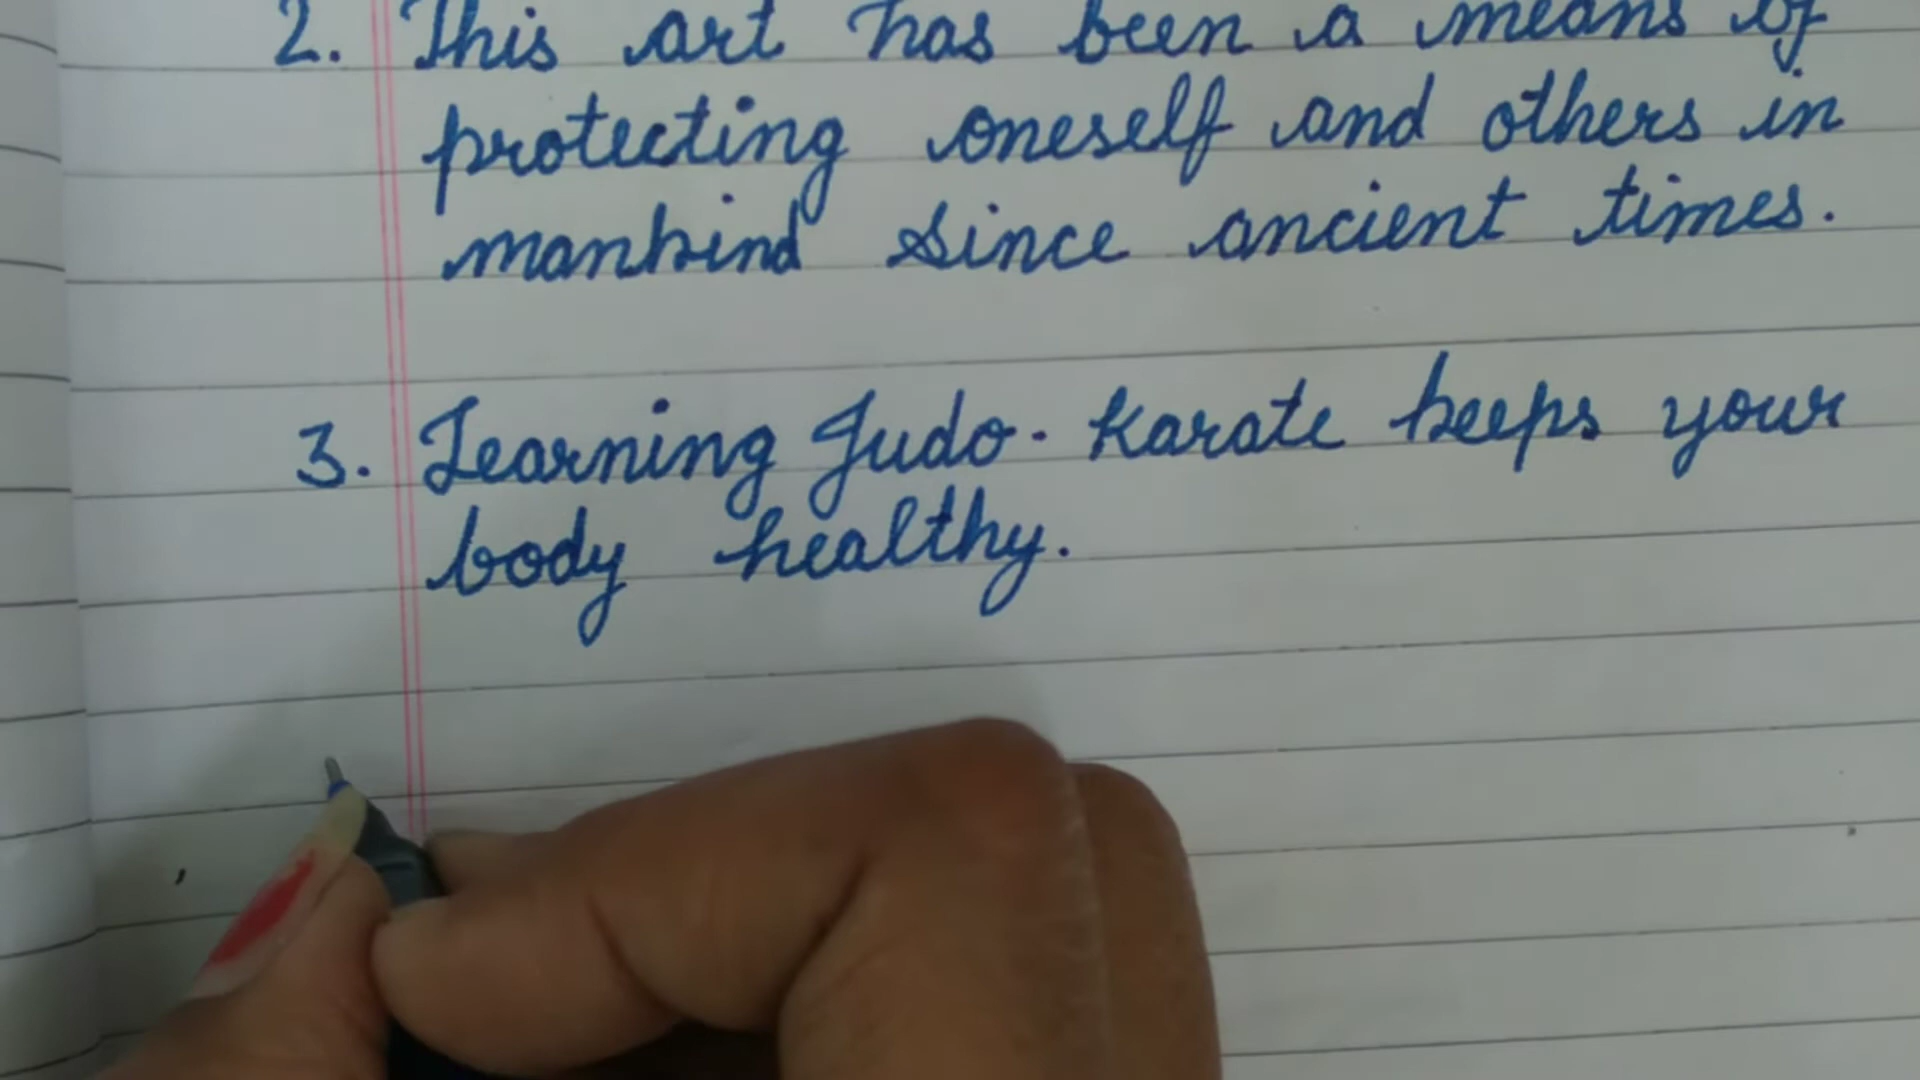 2. This art has been a means of
protecting oneself and others in
mankind since ancient times.
3. Learning Judo-Karate keeps your
body healthy.